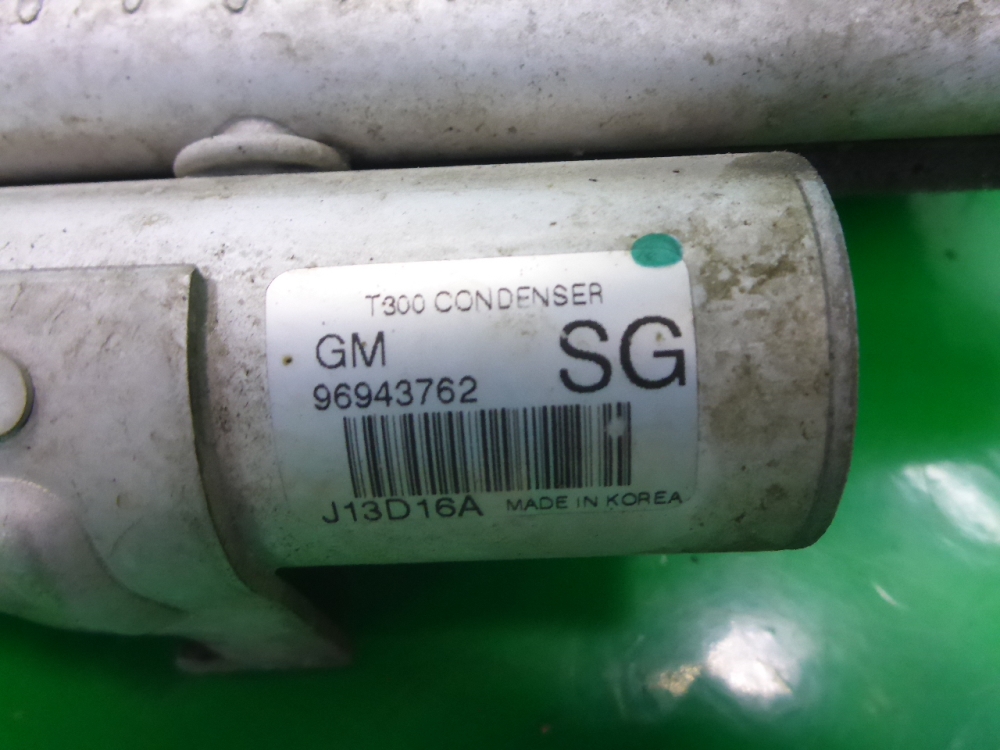 T300 CONDENSER
GM
SG
96943762
J13D16A MADE IN KOREA